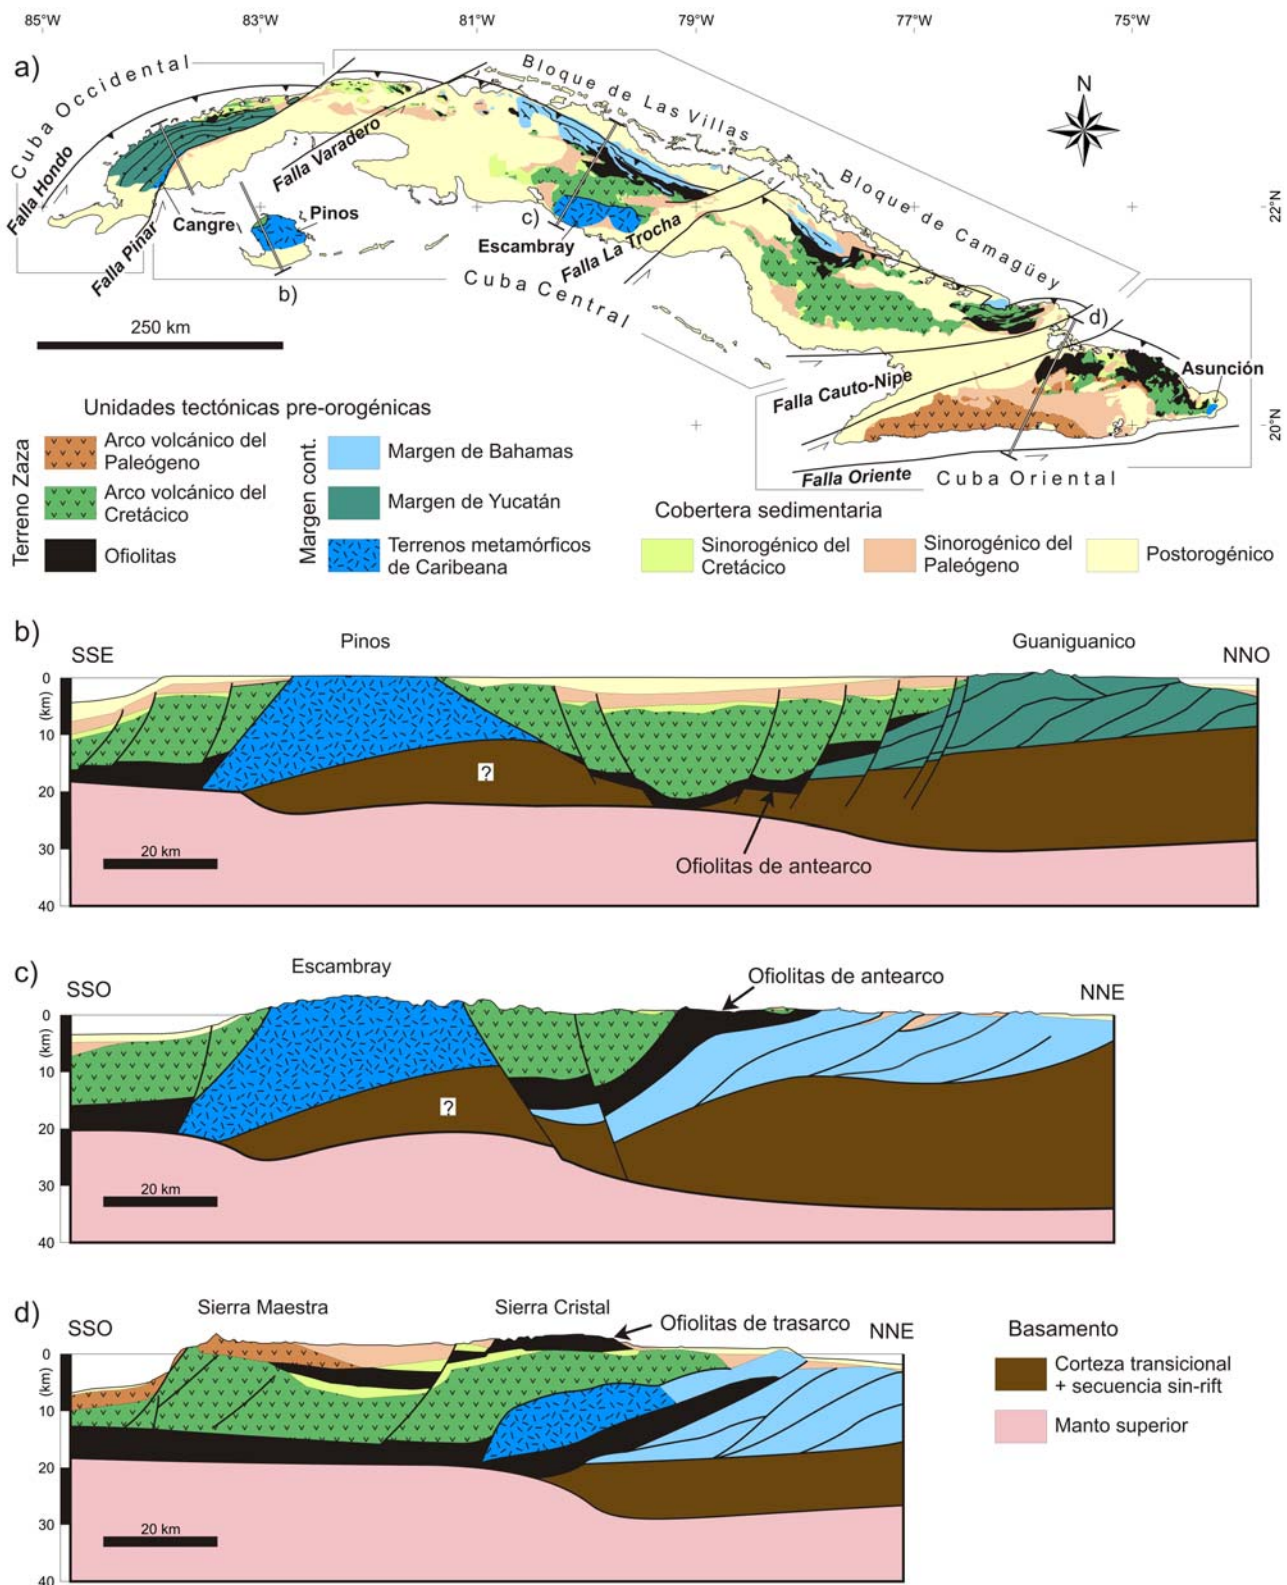 85°W 83°W 81°W 79°W 77°W 75°W
a)
Cuba Occidental
Bloque de Las Villas
Bloque de Camagüey
N
Falla Hondo
Falla Pinar
Falla Varadero
Cangre
Pinos
b)
c)
Escambray
Falla La Trocha
Cuba Central
22°N
250 km
d)
Asunción
Falla Cauto-Nipe
20°N
Falla Oriente
Cuba Oriental
Unidades tectónicas pre-orogénicas
Terreno Zaza
Arco volcánico del
Paleógeno
Arco volcánico del
Cretácico
Ofiolitas
Margen cont.
Margen de Bahamas
Margen de Yucatán
Terrenos metamórficos
de Caribeana
Cobertera sedimentaria
Sinorogénico del
Cretácico
Sinorogénico del
Paleógeno
Postorogénico
b)
SSE
Pinos
Guaniguanico
NNO
0
(km)
10
20
30
40
?
20 km
Ofiolitas de antearco
c)
SSO
Escambray
Ofiolitas de antearco
NNE
0
(km)
10
20
30
40
?
20 km
d)
SSO
Sierra Maestra
Sierra Cristal
Ofiolitas de trasarco
NNE
0
(km)
10
20
30
40
20 km
Basamento
Corteza transicional
+ secuencia sin-rift
Manto superior